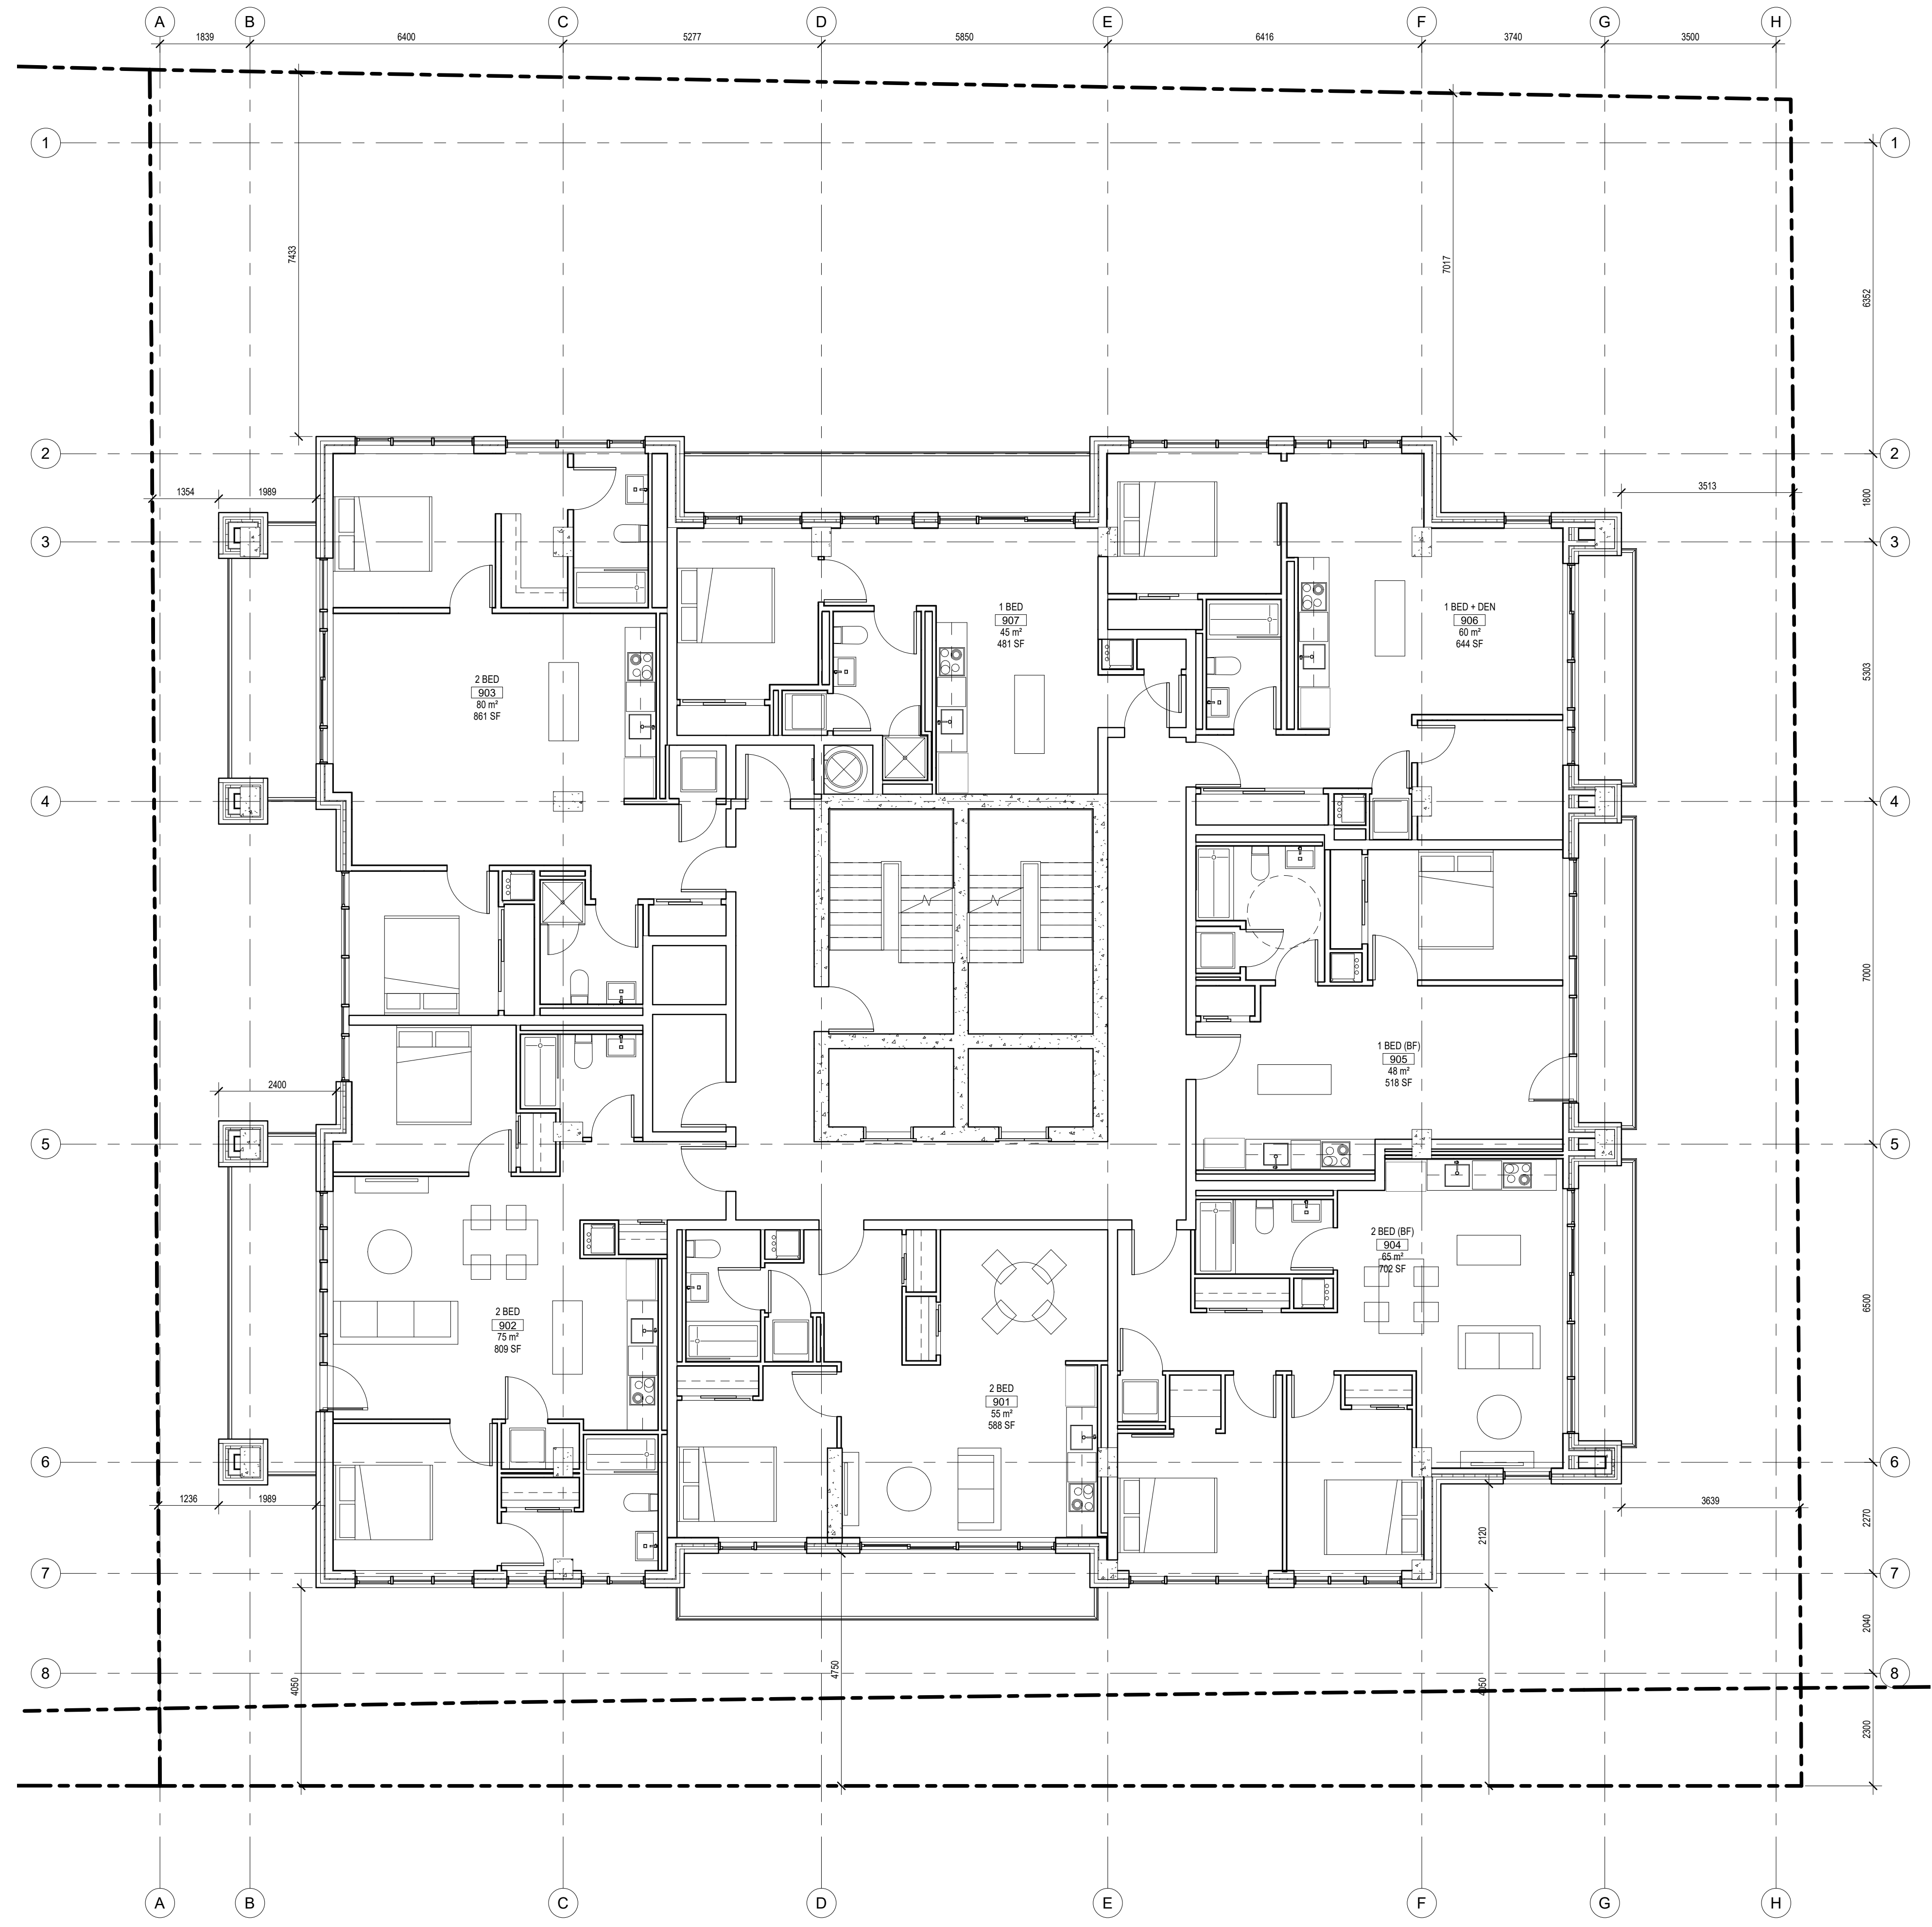 A B C D E F G H
1839 6400 5277 5850 6416 3740 3500
1 1
7433
7017
6352
2 2
1354 1989
3513
1800
3 3
1 BED
907
45 m²
481 SF
1 BED + DEN
906
60 m²
644 SF
5303
2 BED
903
80 m²
861 SF
4 4
7000
1 BED (BF)
905
48 m²
518 SF
2400
5 5
2 BED (BF)
904
65 m²
702 SF
6500
2 BED
902
75 m²
809 SF
2 BED
901
55 m²
588 SF
6 6
1236 1989
3639
2270
2120
7 7
2040
8 8
4050
4750
4050
2300
A B C D E F G H